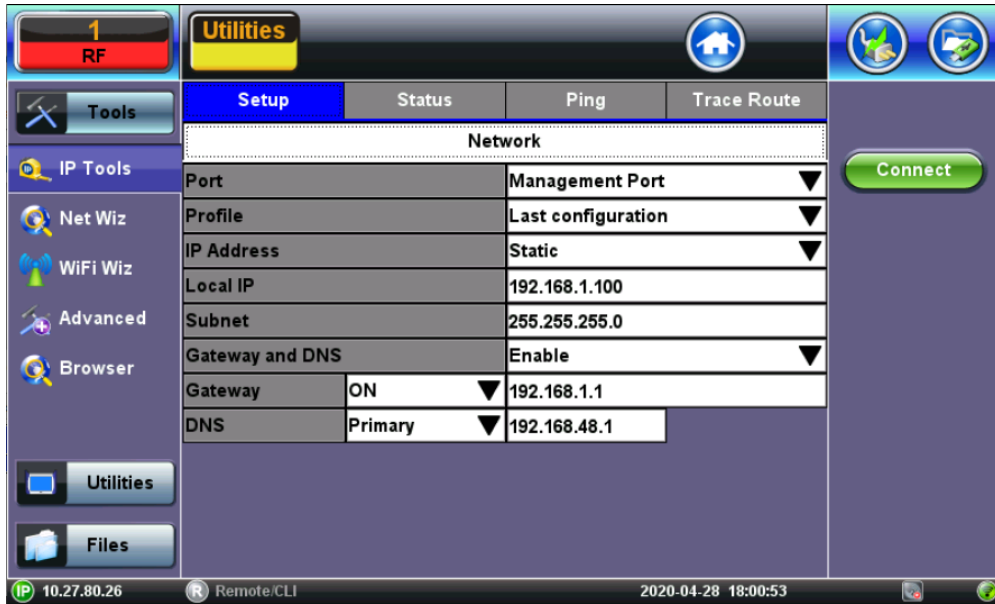 1
RF
Utilities
Tools
Setup Status Ping Trace Route
Network
IP Tools
Port Management Port
Connect
Net Wiz
Profile Last configuration
IP Address Static
WiFi Wiz
Local IP 192.168.1.100
Advanced
Subnet 255.255.255.0
Gateway and DNS Enable
Browser
Gateway ON 192.168.1.1
DNS Primary 192.168.48.1
Utilities
Files
IP 10.27.80.26 R Remote/CLI 2020-04-28 18:00:53